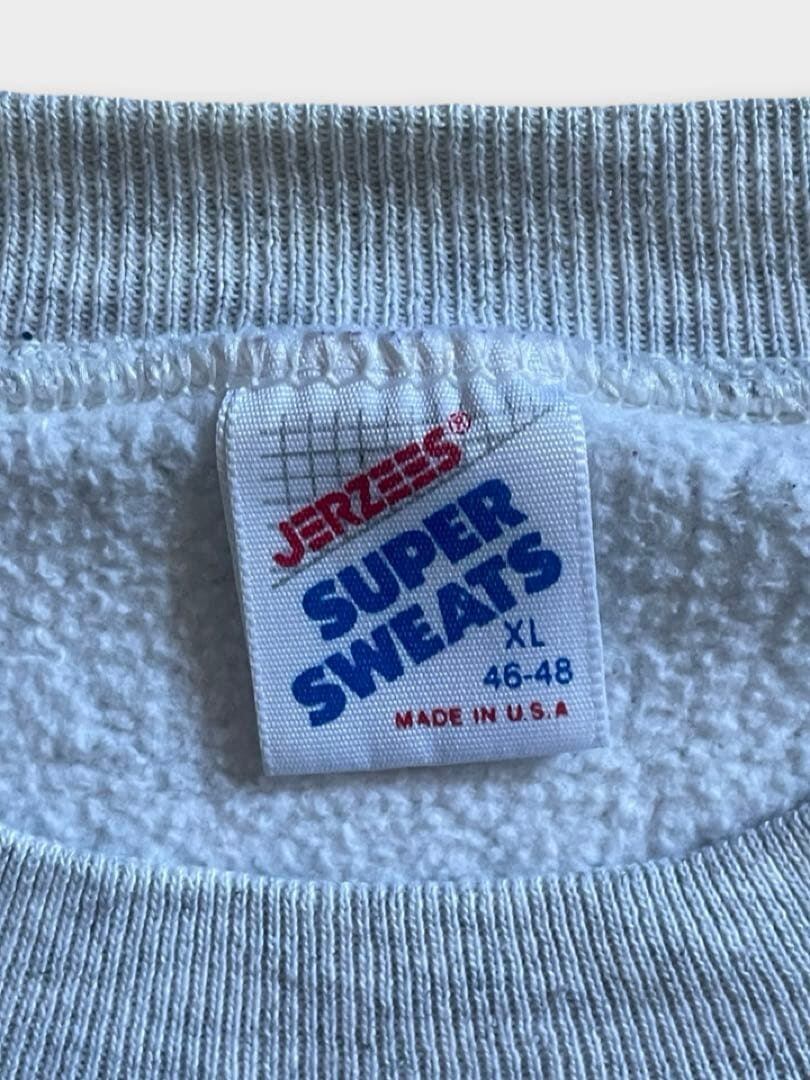 JERZEES®
SUPER
SWEATS
XL
46-48
MADE IN U.S.A